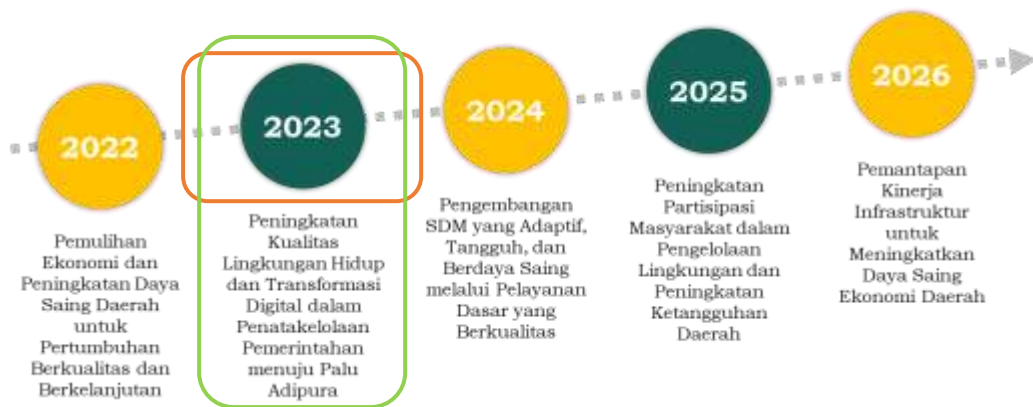 2022
Pemulihan
Ekonomi dan
Peningkatan Daya
Saing Daerah
untuk
Pertumbuhan
Berkualitas dan
Berkelanjutan
2023
Peningkatan
Kualitas
Lingkungan Hidup
dan Transformasi
Digital dalam
Penatakelolaan
Pemerintahan
menuju Palu
Adipura
2024
Pengembangan
SDM yang Adaptif,
Tangguh, dan
Berdaya Saing
melalui Pelayanan
Dasar yang
Berkualitas
2025
Peningkatan
Partisipasi
Masyarakat dalam
Pengelolaan
Lingkungan dan
Peningkatan
Ketangguhan
Daerah
2026
Pemantapan
Kinerja
Infrastruktur
untuk
Meningkatkan
Daya Saing
Ekonomi Daerah